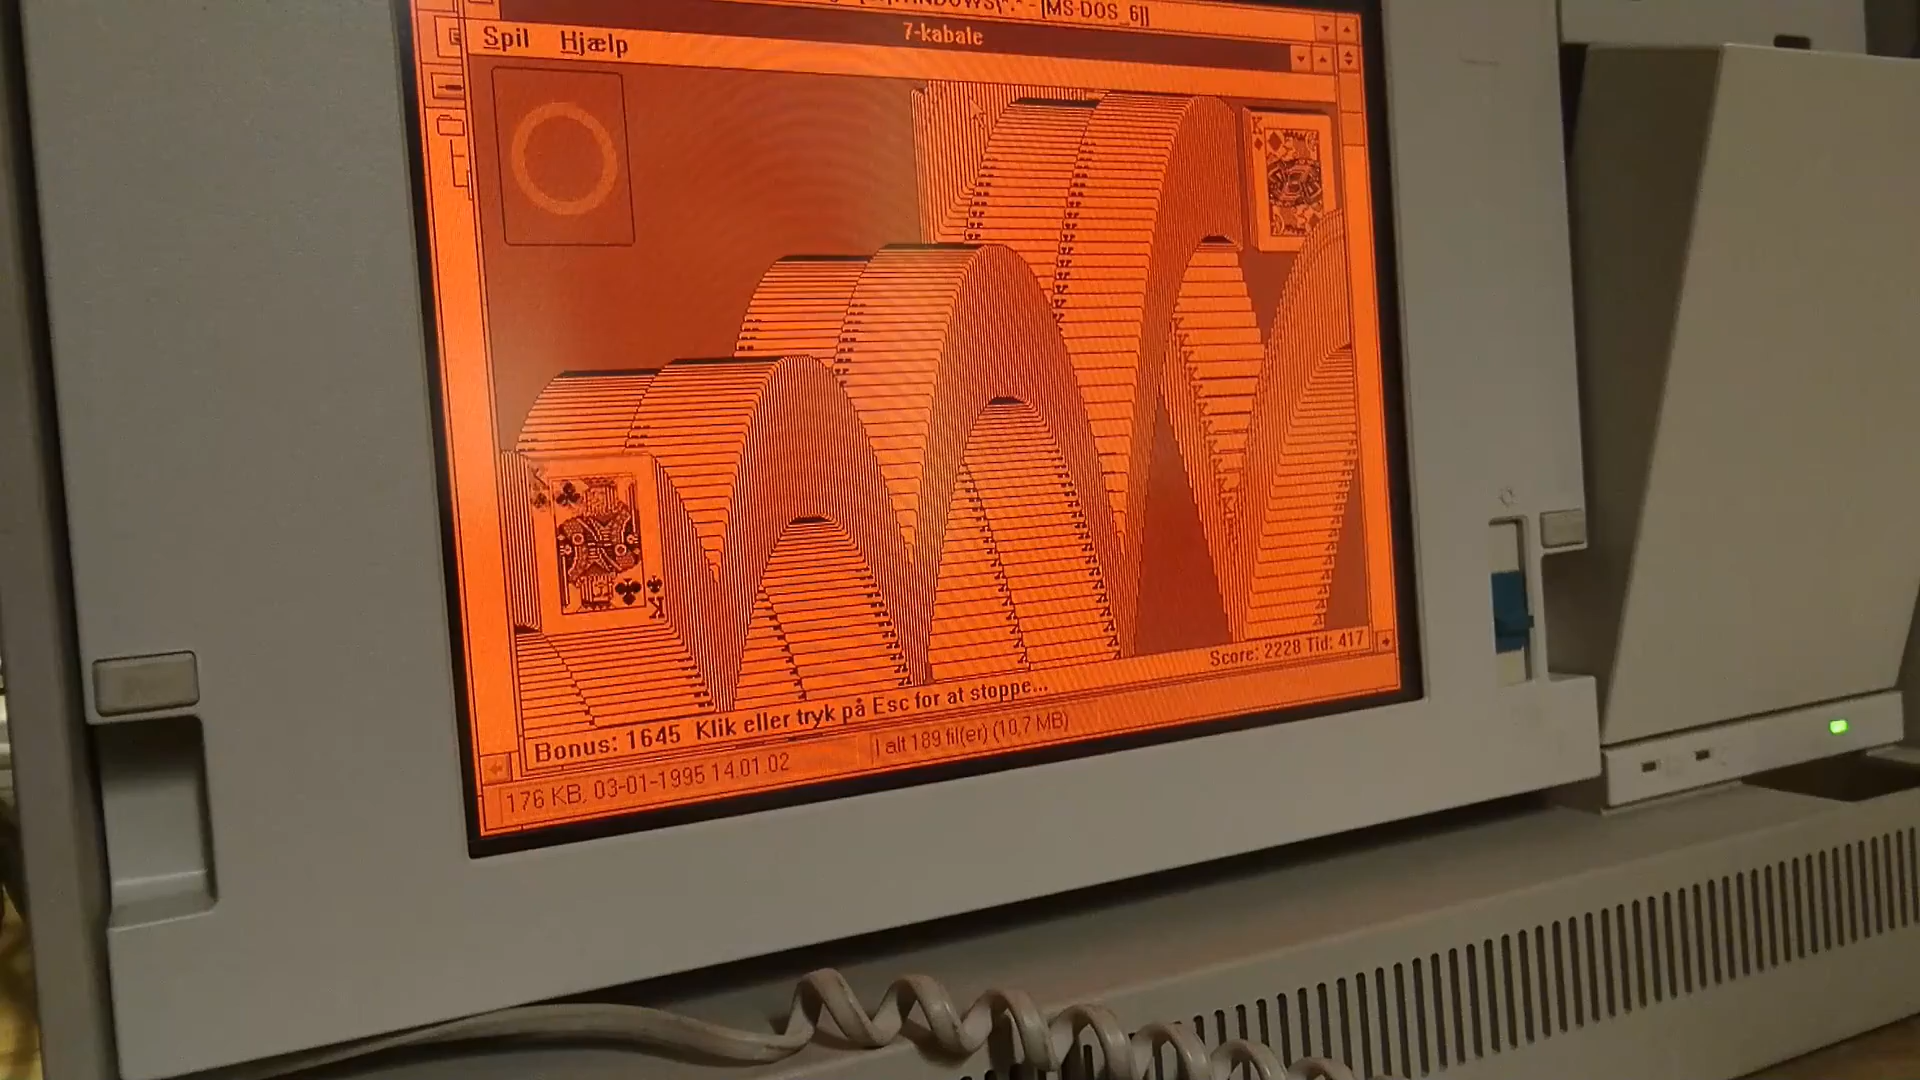 WINDOWS\*.* - [MS-DOS_6]]
7-kabale
Spil Hjælp
K
K
K
Score: 2228 Tid: 417
Bonus: 1645 Klik eller tryk på Esc for at stoppe...
176 KB, 03-01-1995 14.01.02
I alt 189 fil(er) (10,7 MB)